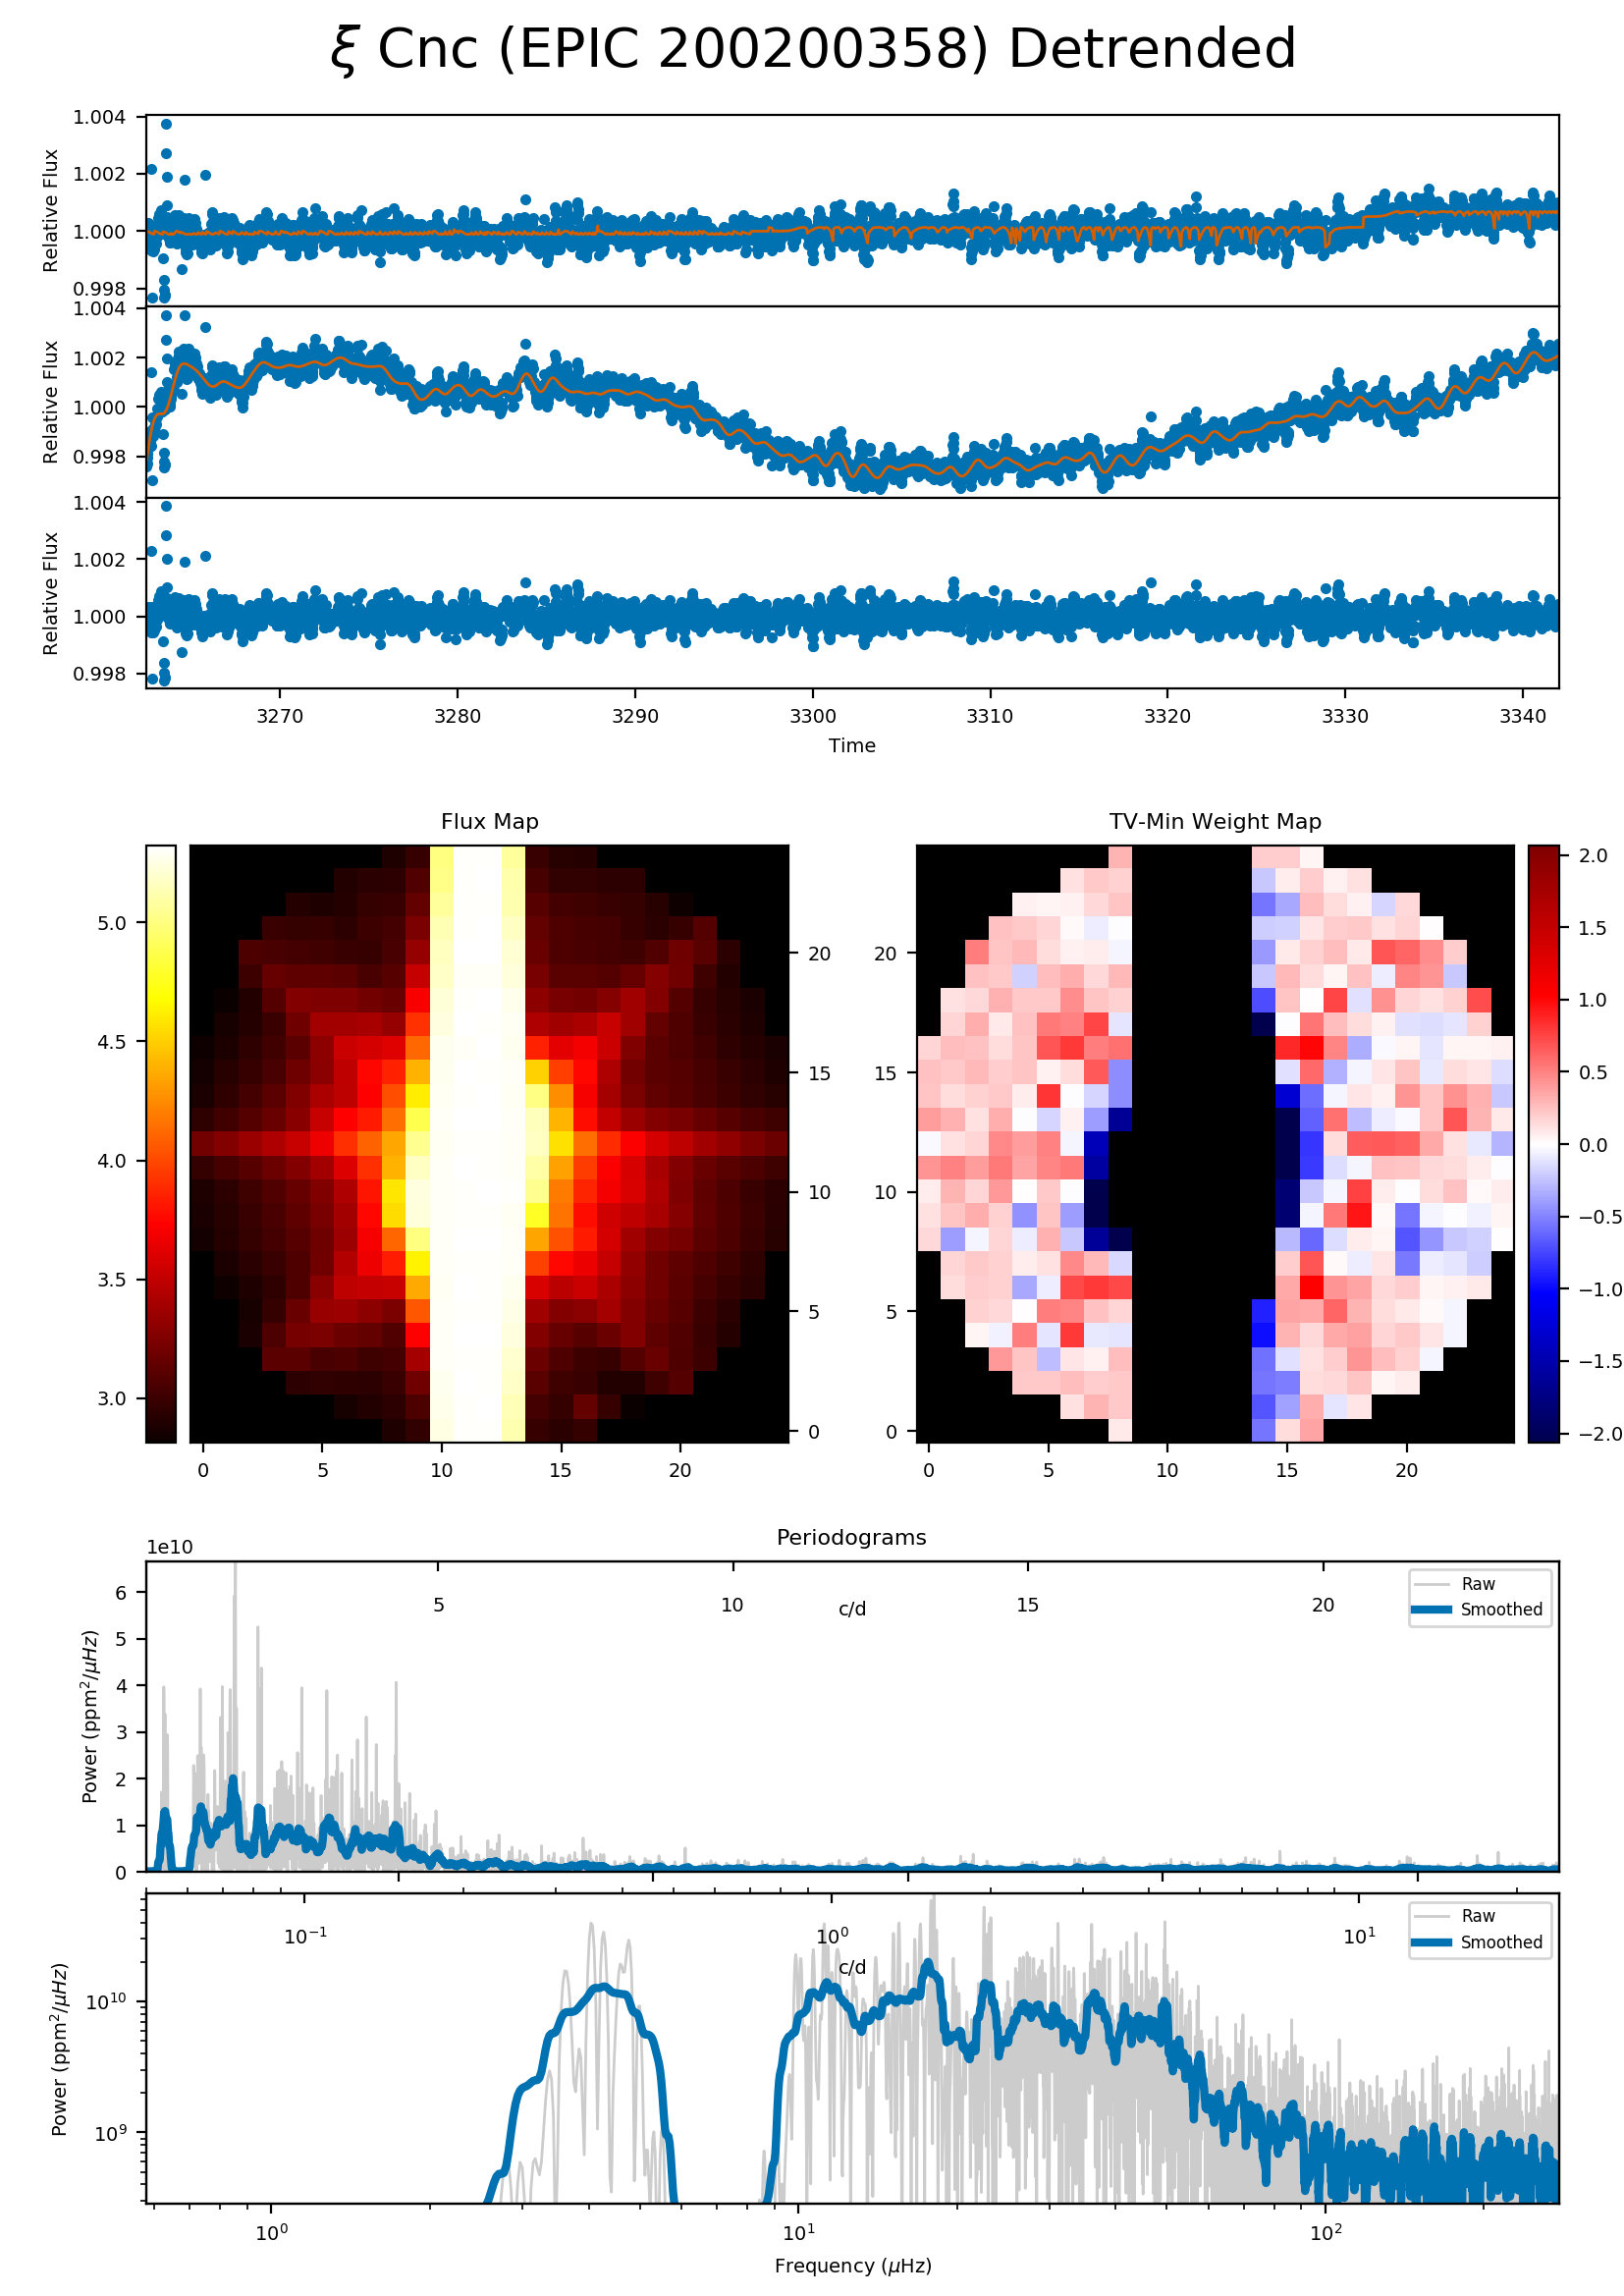 ξ Cnc (EPIC 200200358) Detrended
1.004
1.002
1.000
0.998
Relative Flux
1.004
1.002
1.000
0.998
Relative Flux
1.004
1.002
1.000
0.998
Relative Flux
3270 3280 3290 3300 3310 3320 3330 3340
Time
Flux Map
5.0
4.5
4.0
3.5
3.0
20
15
10
5
0
0 5 10 15 20
TV-Min Weight Map
20
15
10
5
0
0 5 10 15 20
2.0
1.5
1.0
0.5
0.0
−0.5
−1.0
−1.5
−2.0
Periodograms
1e10
6
5
4
3
2
1
0
Power (ppm²/μHz)
5 10 15 20
c/d
Raw
Smoothed
10¹⁰
10⁹
Power (ppm²/μHz)
10⁻¹ 10⁰ 10¹
c/d
Raw
Smoothed
10⁰ 10¹ 10²
Frequency (μHz)